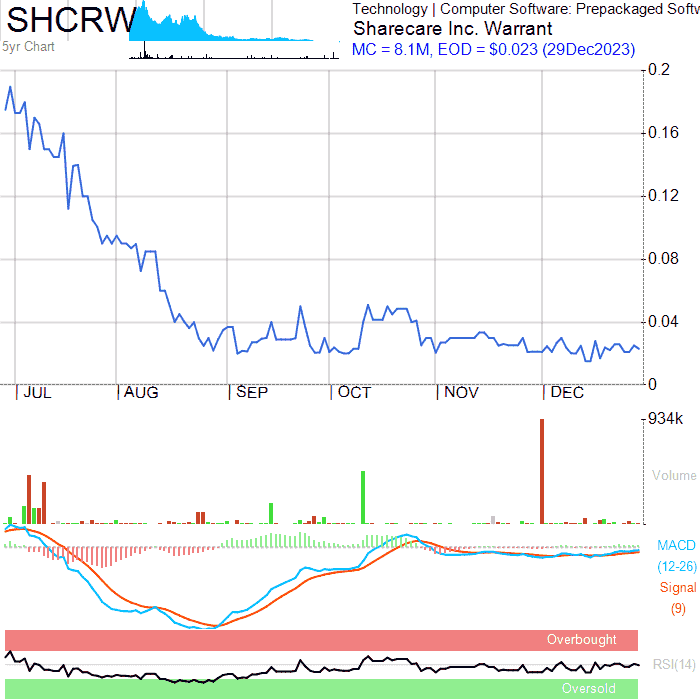 SHCRW
Technology | Computer Software: Prepackaged Softw
Sharecare Inc. Warrant
5yr Chart
MC = 8.1M, EOD = $0.023 (29Dec2023)
0.2
0.16
0.12
0.08
0.04
0
JUL AUG SEP OCT NOV DEC
934k
Volume
MACD
(12-26)
Signal
(9)
Overbought
RSI(14)
Oversold